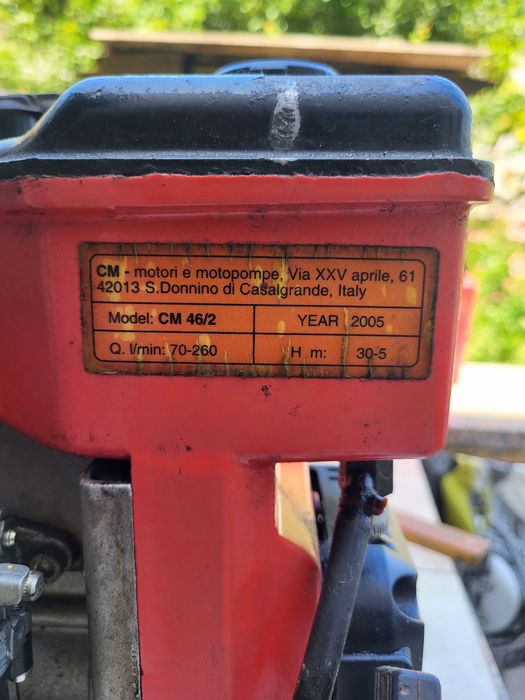 CM - motori e motopompe, Via XXV aprile, 61
42013 S.Donnino di Casalgrande, Italy
Model: CM 46/2 YEAR 2005
Q. l/min: 70-260 H m: 30-5